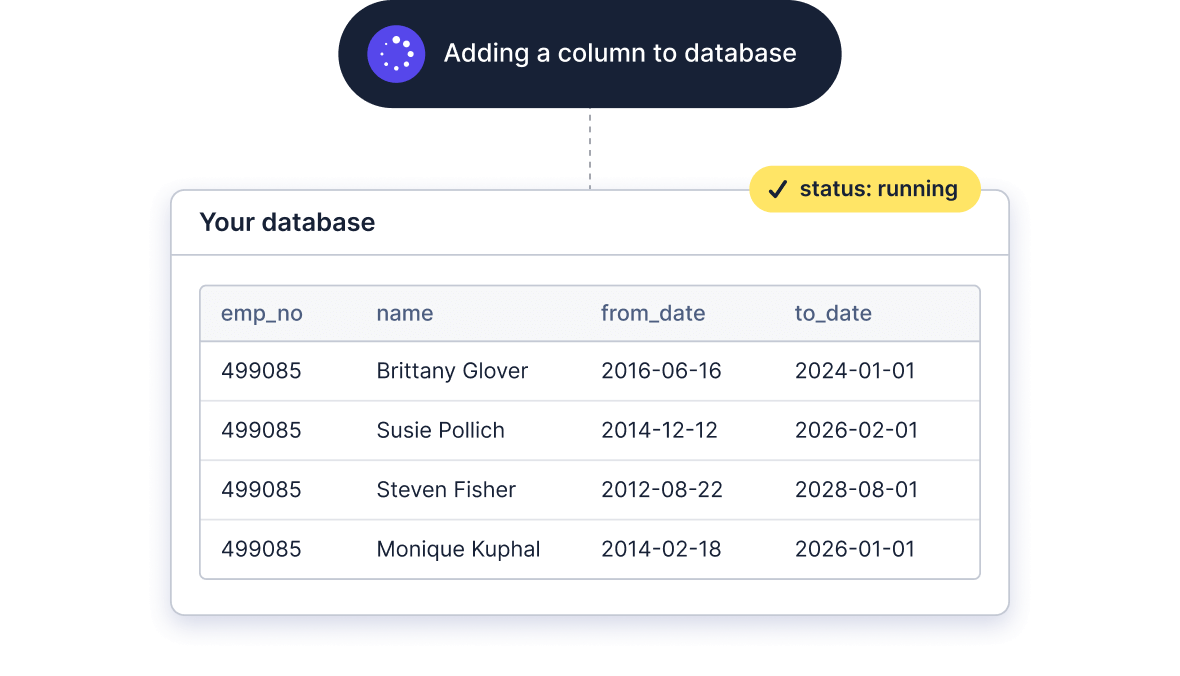 Adding a column to database
status: running
Your database
emp_no name from_date to_date
499085 Brittany Glover 2016-06-16 2024-01-01
499085 Susie Pollich 2014-12-12 2026-02-01
499085 Steven Fisher 2012-08-22 2028-08-01
499085 Monique Kuphal 2014-02-18 2026-01-01